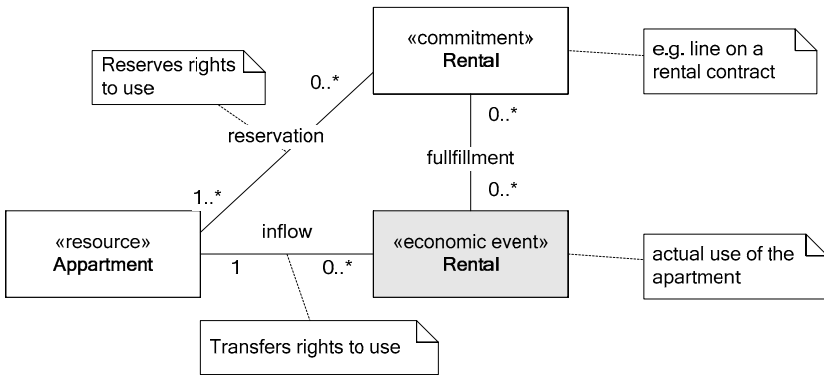 «commitment»
Rental
e.g. line on a
rental contract
Reserves rights
to use
0..*
0..*
reservation
fullfillment
1..*
0..*
«resource»
Appartment
inflow
1
0..*
«economic event»
Rental
actual use of the
apartment
Transfers rights to use